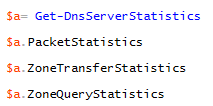 $a= Get-DnsServerStatistics
$a.PacketStatistics
$a.ZoneTransferStatistics
$a.ZoneQueryStatistics